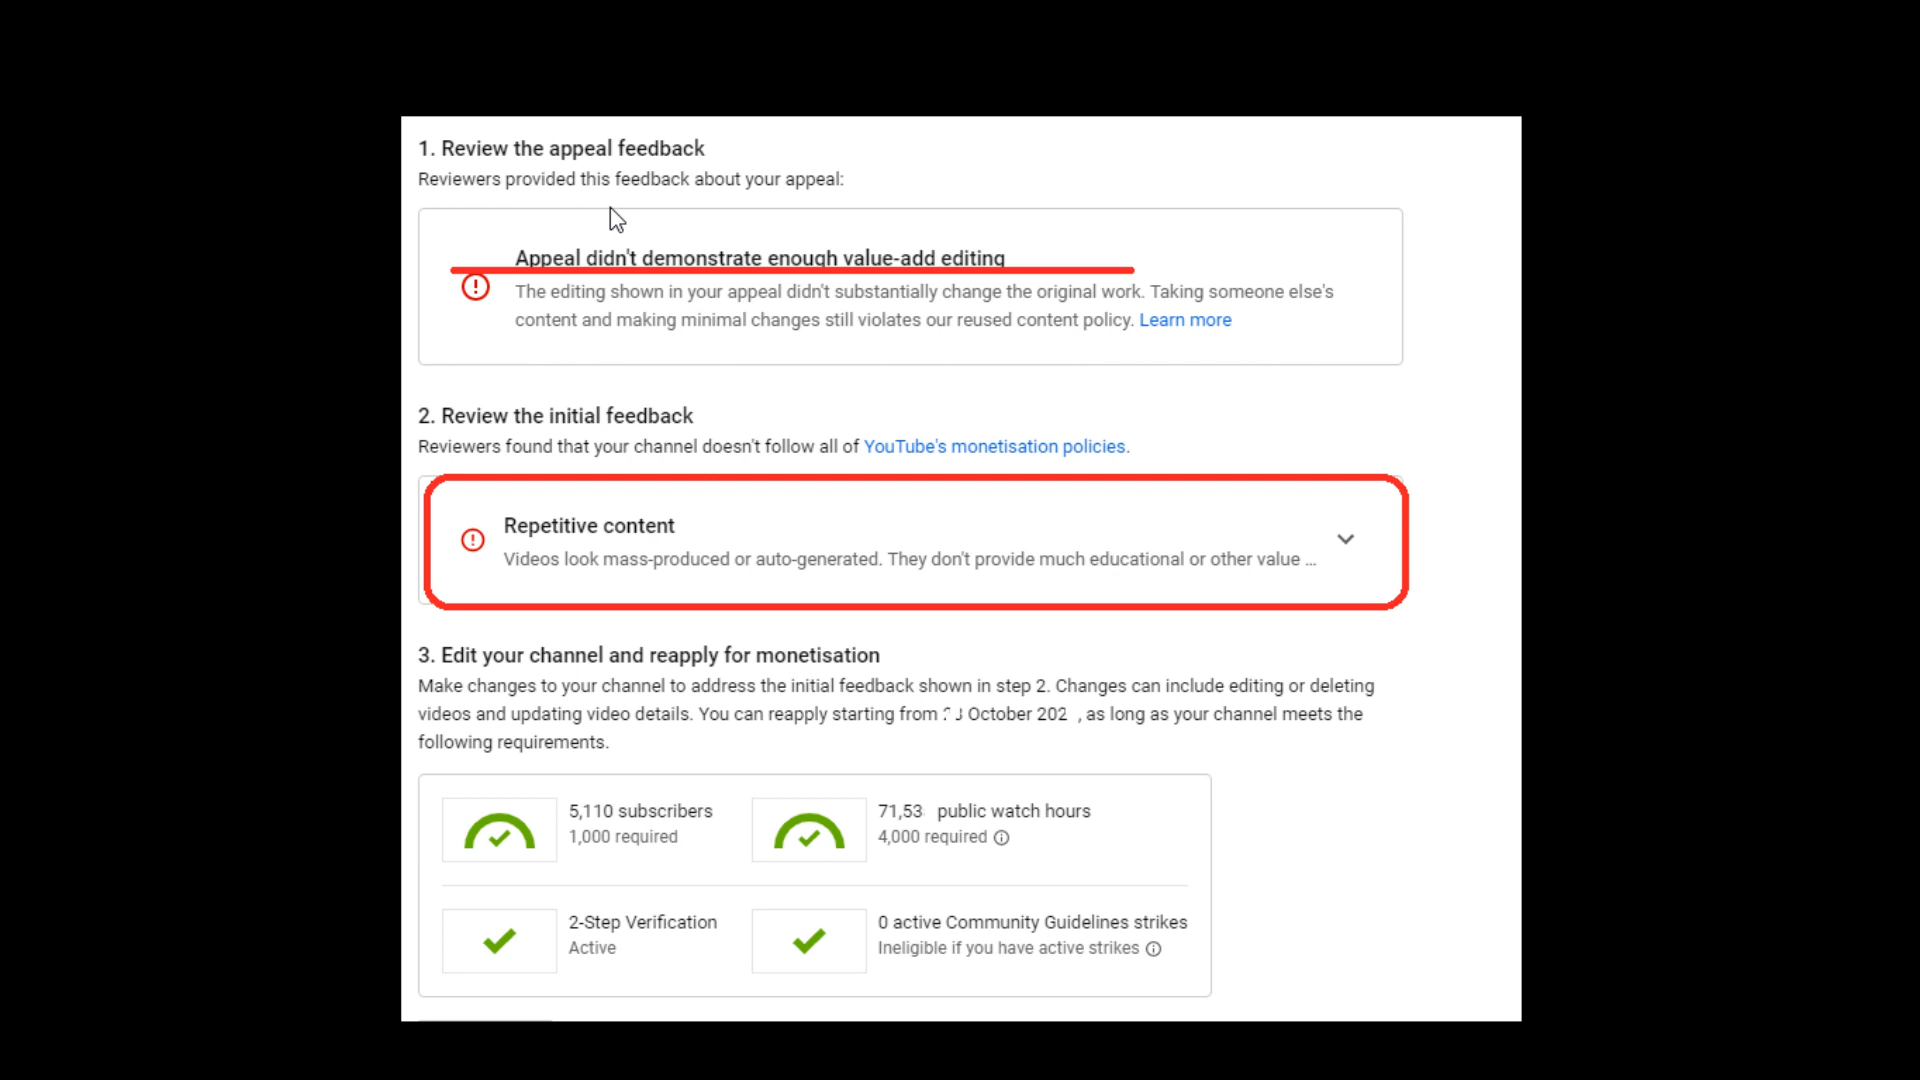 1. Review the appeal feedback
Reviewers provided this feedback about your appeal:
Appeal didn't demonstrate enough value-add editing
The editing shown in your appeal didn't substantially change the original work. Taking someone else's
content and making minimal changes still violates our reused content policy. Learn more
2. Review the initial feedback
Reviewers found that your channel doesn't follow all of YouTube's monetisation policies.
Repetitive content
Videos look mass-produced or auto-generated. They don't provide much educational or other value ...
3. Edit your channel and reapply for monetisation
Make changes to your channel to address the initial feedback shown in step 2. Changes can include editing or deleting
videos and updating video details. You can reapply starting from October 202 , as long as your channel meets the
following requirements.
5,110 subscribers
1,000 required
71,53 public watch hours
4,000 required
2-Step Verification
Active
0 active Community Guidelines strikes
Ineligible if you have active strikes